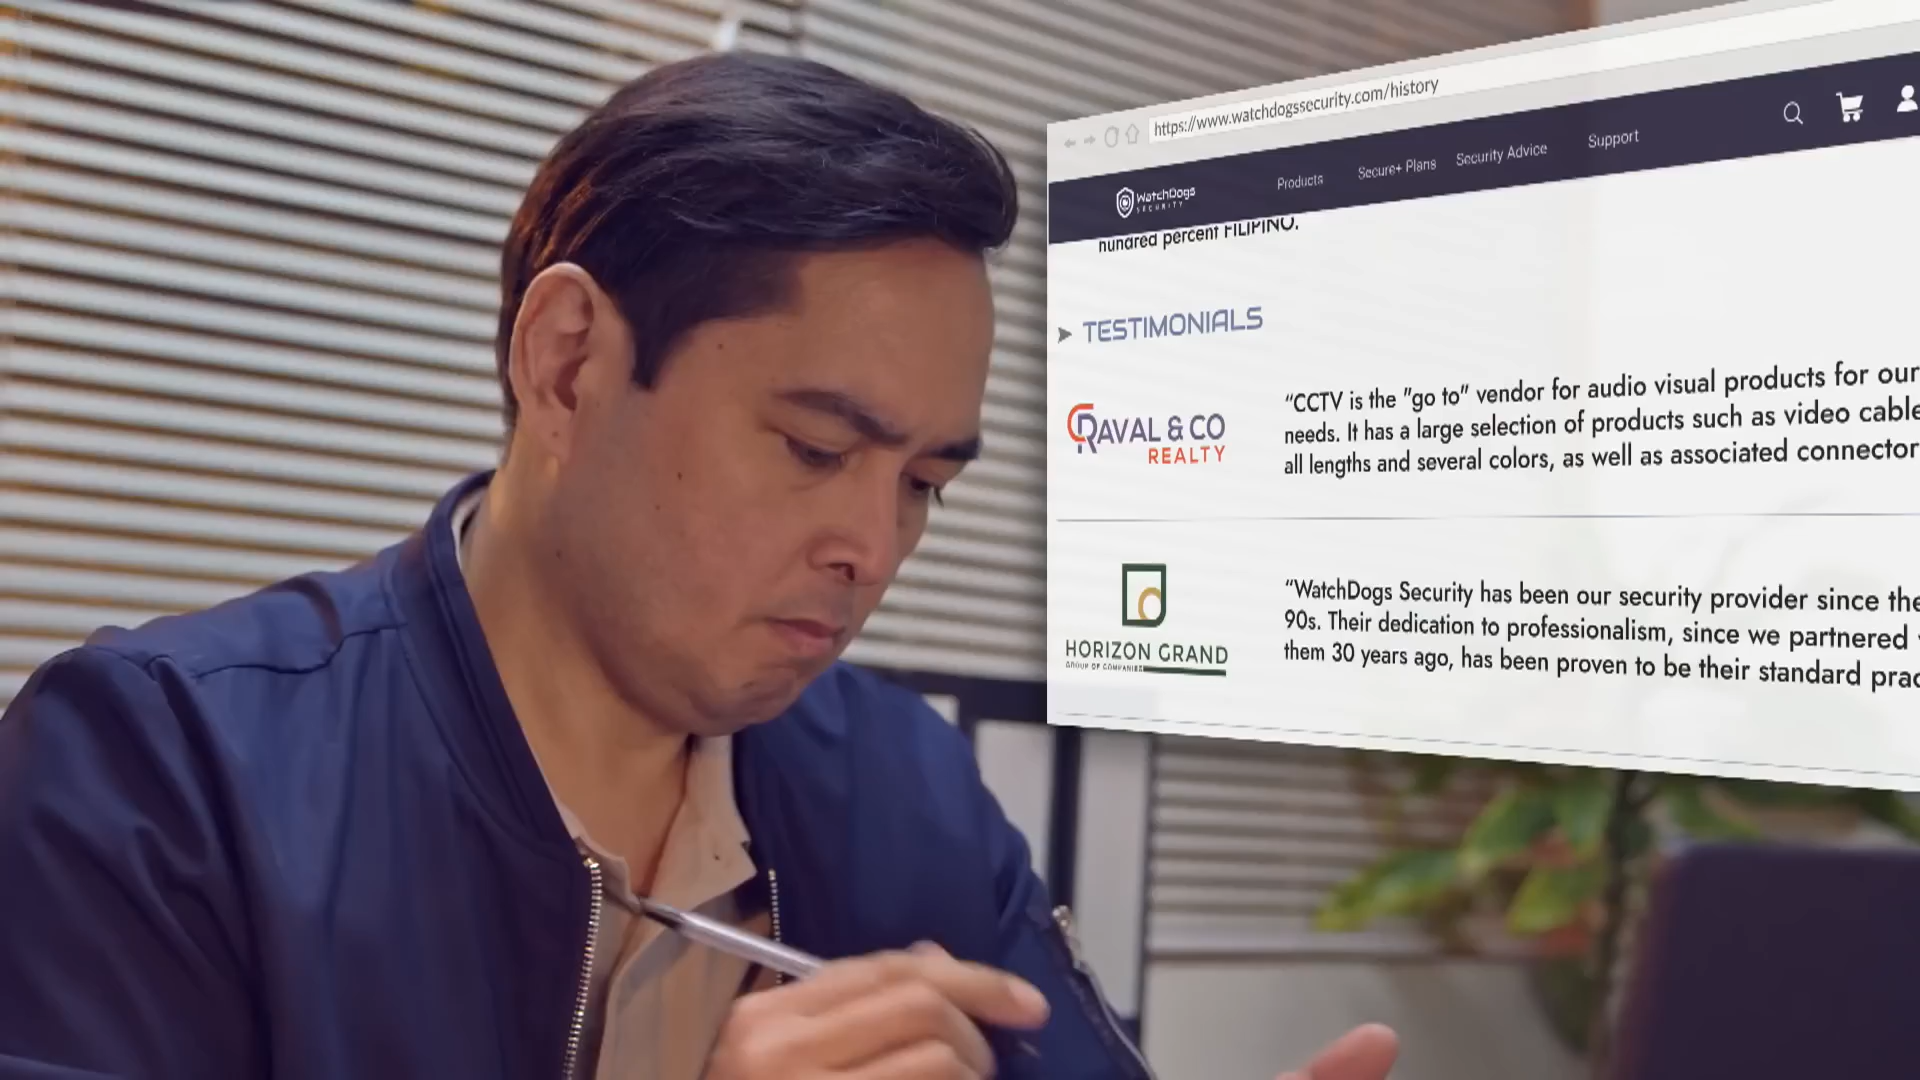 https://www.watchdogssecurity.com/history
WatchDogs
SECURITY
Products
Secure+ Plans
Security Advice
Support
hundred percent FILIPINO.
TESTIMONIALS
RAVAL & CO
REALTY
“CCTV is the "go to" vendor for audio visual products for our
needs. It has a large selection of products such as video cable
all lengths and several colors, as well as associated connector
HORIZON GRAND
GROUP OF COMPANIES
“WatchDogs Security has been our security provider since the
90s. Their dedication to professionalism, since we partnered
them 30 years ago, has been proven to be their standard prac